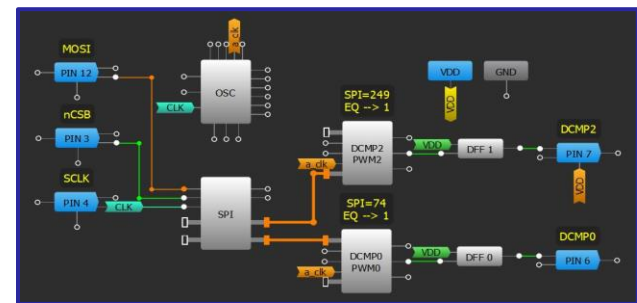 MOSI
PIN 12
nCSB
PIN 3
SCLK
PIN 4
CLK
a_clk
OSC
CLK
SPI
VDD
GND
VDD
SPI=249
EQ --> 1
DCMP2
PWM2
a_clk
VDD
DFF 1
DCMP2
PIN 7
VDD
SPI=74
EQ --> 1
DCMP0
PWM0
a_clk
VDD
DFF 0
DCMP0
PIN 6